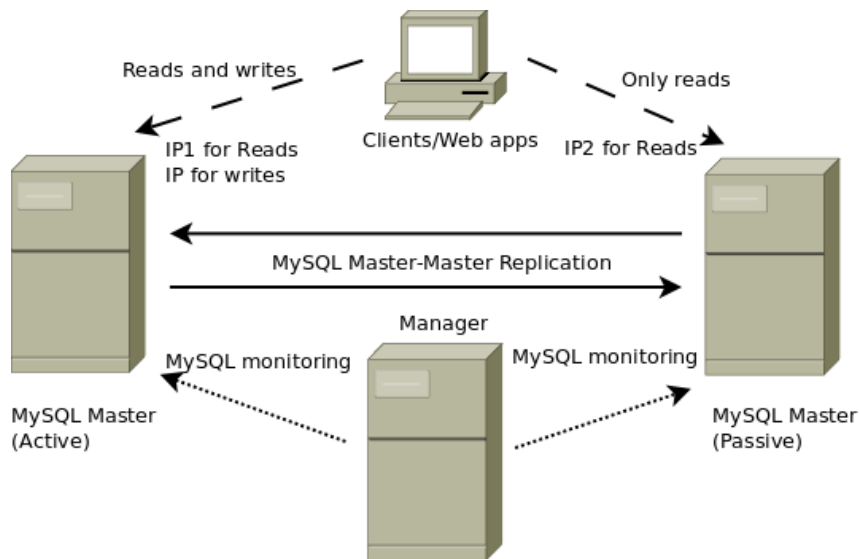 Reads and writes
Only reads
Clients/Web apps
IP1 for Reads
IP for writes
IP2 for Reads
MySQL Master-Master Replication
Manager
MySQL monitoring
MySQL monitoring
MySQL Master
(Active)
MySQL Master
(Passive)